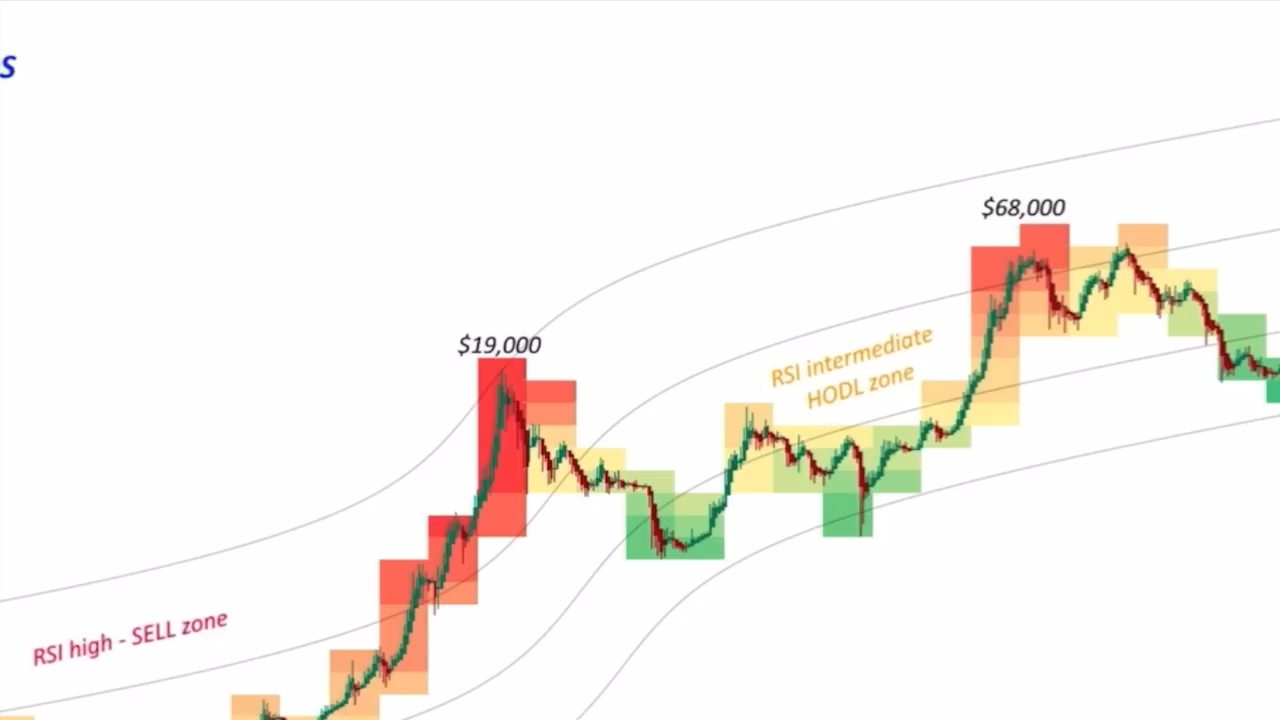 S
$68,000
$19,000
RSI intermediate
HODL zone
RSI high - SELL zone